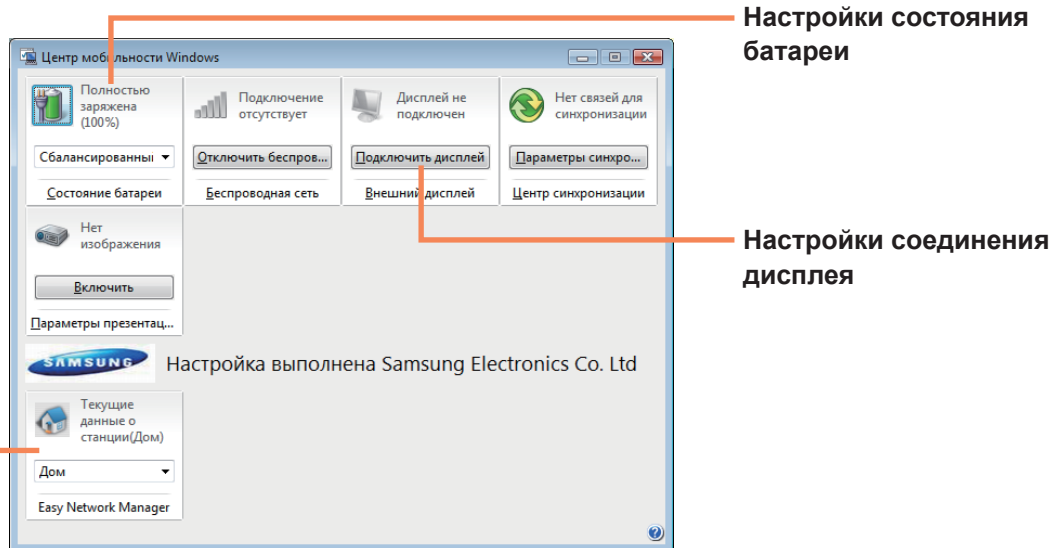 Настройки состояния
батареи
Центр мобильности Windows
Полностью
заряжена
(100%)
Сбалансированный
Состояние батареи
Подключение
отсутствует
Отключить беспров...
Беспроводная сеть
Дисплей не
подключен
Подключить дисплей
Внешний дисплей
Нет связей для
синхронизации
Параметры синхро...
Центр синхронизации
Нет
изображения
Включить
Параметры презентац...
Настройки соединения
дисплея
SAMSUNG Настройка выполнена Samsung Electronics Co. Ltd
Текущие
данные о
станции(Дом)
Дом
Easy Network Manager